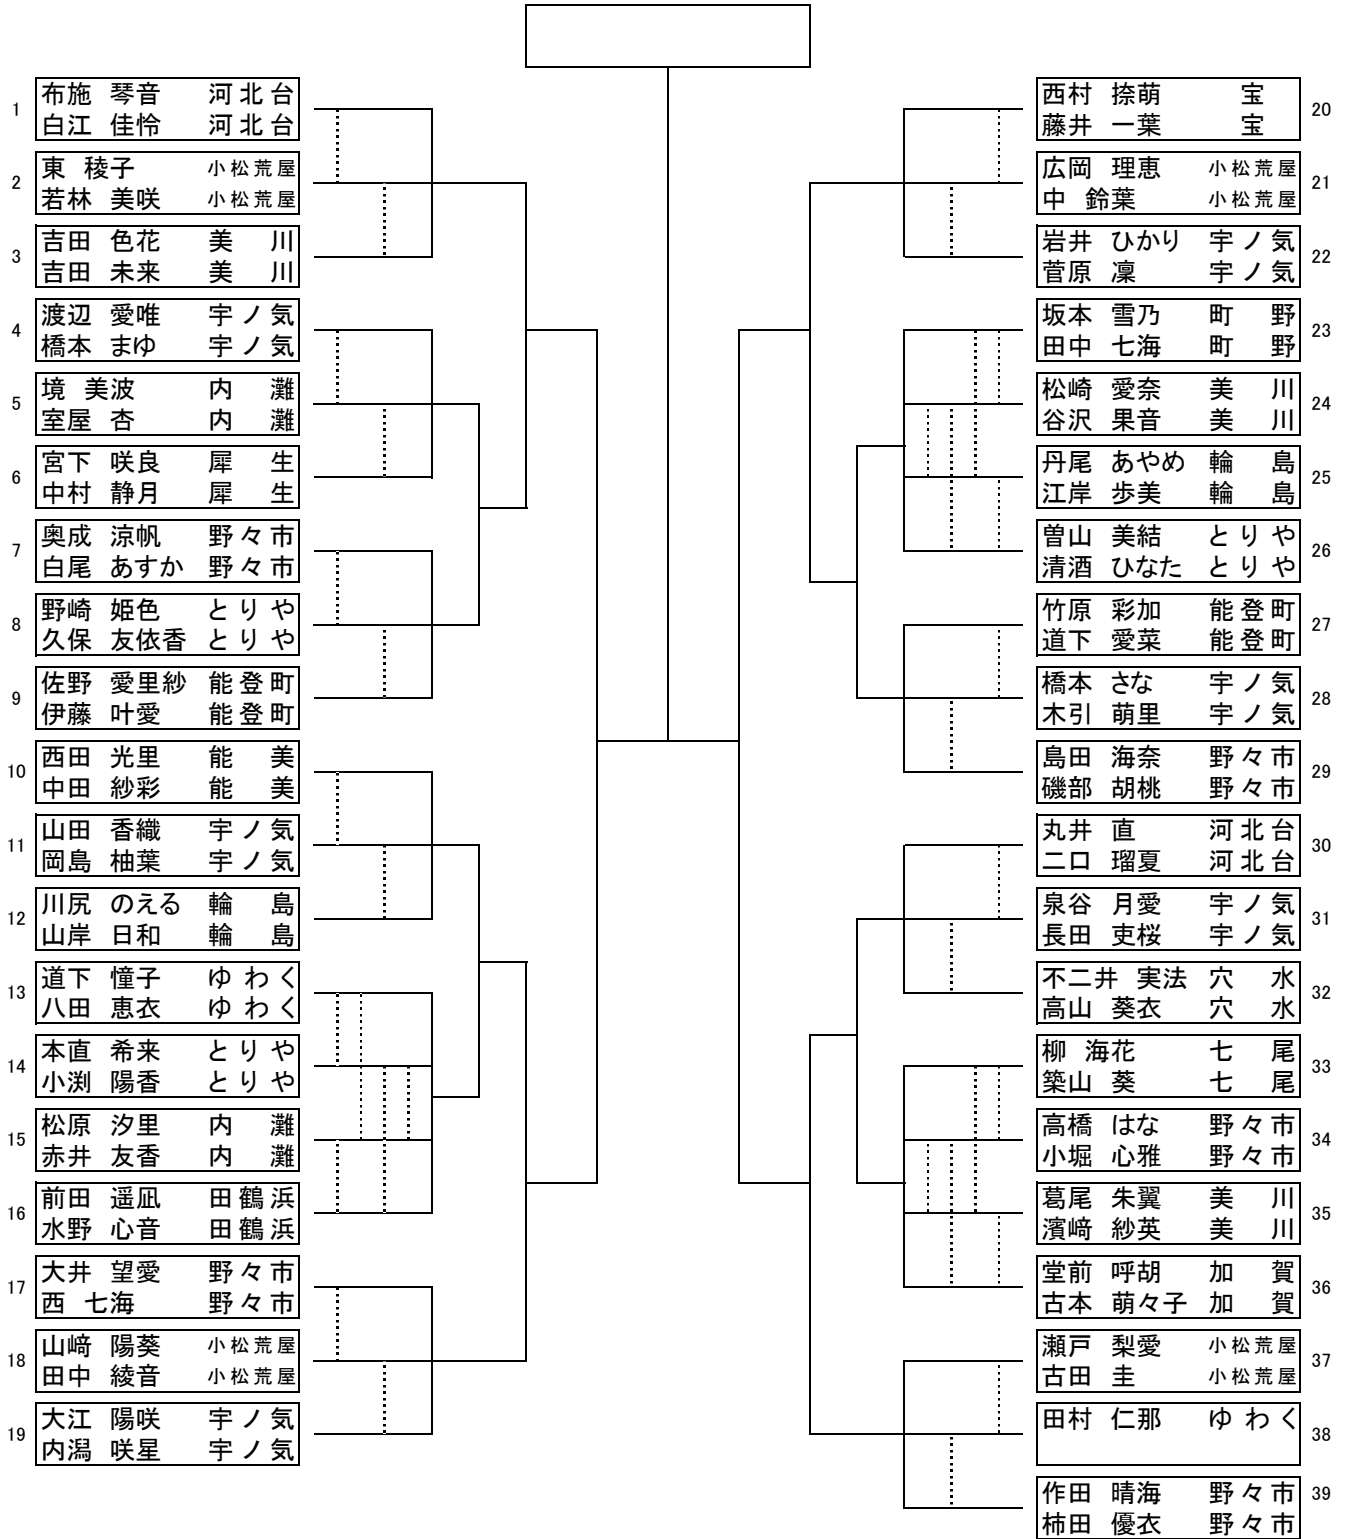 1 布施 琴音 河北台
白江 佳怜 河北台
2 東 稜子 小松荒屋
若林 美咲 小松荒屋
3 吉田 色花 美 川
吉田 未来 美 川
4 渡辺 愛唯 宇ノ気
橋本 まゆ 宇ノ気
5 境 美波 内 灘
室屋 杏 内 灘
6 宮下 咲良 犀 生
中村 静月 犀 生
7 奥成 涼帆 野々市
白尾 あすか 野々市
8 野崎 姫色 とりや
久保 友依香 とりや
9 佐野 愛里紗 能登町
伊藤 叶愛 能登町
10 西田 光里 能 美
中田 紗彩 能 美
11 山田 香織 宇ノ気
岡島 柚葉 宇ノ気
12 川尻 のえる 輪 島
山岸 日和 輪 島
13 道下 憧子 ゆわく
八田 恵衣 ゆわく
14 本直 希来 とりや
小渕 陽香 とりや
15 松原 汐里 内 灘
赤井 友香 内 灘
16 前田 遥凪 田鶴浜
水野 心音 田鶴浜
17 大井 望愛 野々市
西 七海 野々市
18 山﨑 陽葵 小松荒屋
田中 綾音 小松荒屋
19 大江 陽咲 宇ノ気
内潟 咲星 宇ノ気
西村 捺萌 宝 20
藤井 一葉 宝
広岡 理恵 小松荒屋 21
中 鈴葉 小松荒屋
岩井 ひかり 宇ノ気 22
菅原 凜 宇ノ気
坂本 雪乃 町 野 23
田中 七海 町 野
松崎 愛奈 美 川 24
谷沢 果音 美 川
丹尾 あやめ 輪 島 25
江岸 歩美 輪 島
曽山 美結 とりや 26
清酒 ひなた とりや
竹原 彩加 能登町 27
道下 愛菜 能登町
橋本 さな 宇ノ気 28
木引 萌里 宇ノ気
島田 海奈 野々市 29
磯部 胡桃 野々市
丸井 直 河北台 30
二口 瑠夏 河北台
泉谷 月愛 宇ノ気 31
長田 吏桜 宇ノ気
不二井 実法 穴 水 32
高山 葵衣 穴 水
柳 海花 七 尾 33
築山 葵 七 尾
高橋 はな 野々市 34
小堀 心雅 野々市
葛尾 朱翼 美 川 35
濱﨑 紗英 美 川
堂前 呼胡 加 賀 36
古本 萌々子 加 賀
瀬戸 梨愛 小松荒屋 37
古田 圭 小松荒屋
田村 仁那 ゆわく 38
作田 晴海 野々市 39
柿田 優衣 野々市